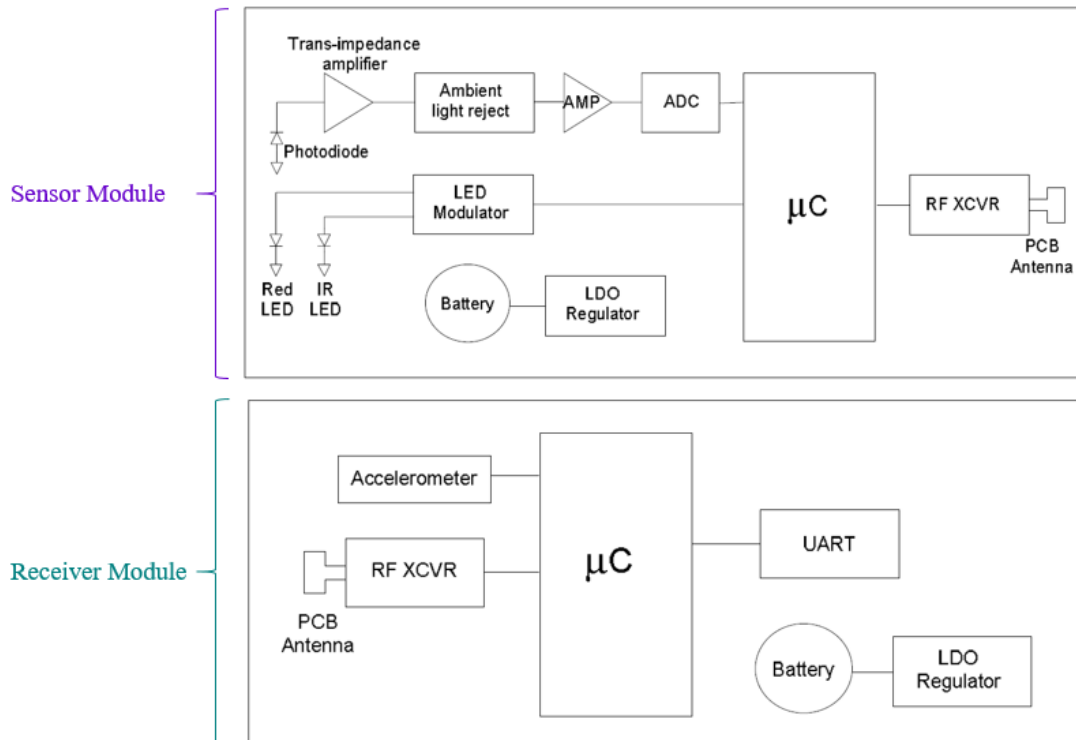 Trans-impedance
amplifier
Ambient
light reject
AMP
ADC
Photodiode
Sensor Module
LED
Modulator
μC
RF XCVR
PCB
Antenna
Red
LED
IR
LED
Battery
LDO
Regulator
Accelerometer
μC
UART
Receiver Module
RF XCVR
PCB
Antenna
Battery
LDO
Regulator